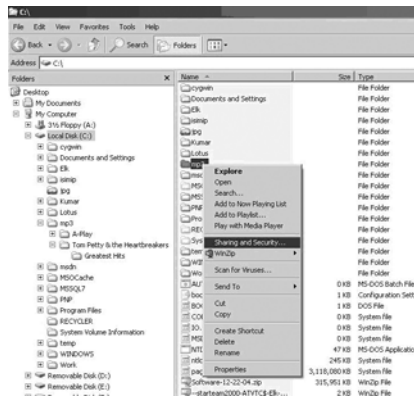 C:\
File Edit View Favorites Tools Help
Back Search Folders
Address C:\
Folders
Desktop
My Documents
My Computer
3½ Floppy (A:)
Local Disk (C:)
cygwin
Documents and Settings
Elk
isimip
jpg
Kumar
Lotus
mp3
A-Play
Tom Petty & the Heartbreakers
Greatest Hits
msdn
MSOCache
MSSQL7
PNP
Program Files
RECYCLER
System Volume Information
temp
WINDOWS
Work
Removable Disk (D:)
Removable Disk (E:)
Name Size Type
cygwin File Folder
Documents and Settings File Folder
Elk File Folder
isimip File Folder
jpg File Folder
Kumar File Folder
Lotus File Folder
mp3 File Folder
Explore
Open
Search...
Add to Now Playing List
Add to Playlist...
Play with Media Player
Sharing and Security...
WinZip
Scan for Viruses...
Send To
Cut
Copy
Create Shortcut
Delete
Rename
Properties
File Folder
File Folder
File Folder
File Folder
File Folder
File Folder
File Folder
File Folder
File Folder
File Folder
0 KB MS-DOS Batch File
1 KB Configuration Sett
1 KB DOS File
0 KB System file
0 KB System file
0 KB System file
47 KB MS-DOS Applicatio
245 KB System file
3,118,080 KB System file
Software-12-22-04.zip 315,951 KB WinZip File
2 KB WinZip File